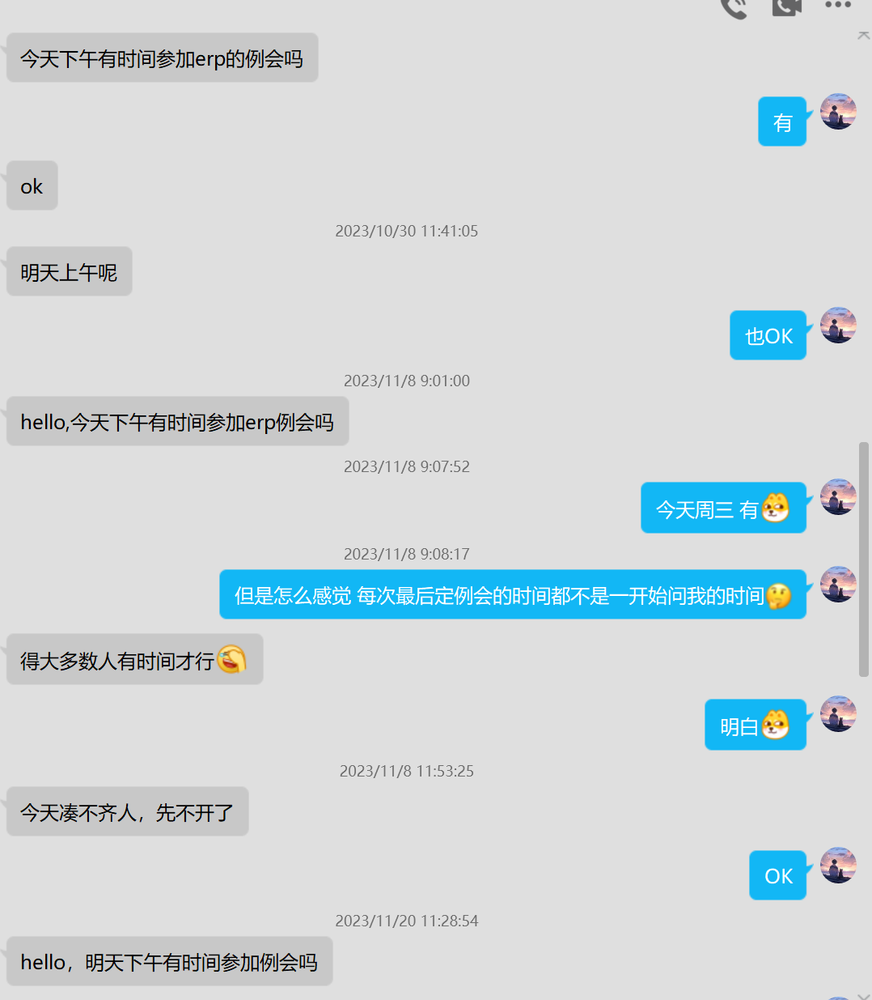 今天下午有时间参加erp的例会吗
有
ok
2023/10/30 11:41:05
明天上午呢
也OK
2023/11/8 9:01:00
hello,今天下午有时间参加erp例会吗
2023/11/8 9:07:52
今天周三 有
2023/11/8 9:08:17
但是怎么感觉 每次最后定例会的时间都不是一开始问我的时间
得大多数人有时间才行
明白
2023/11/8 11:53:25
今天凑不齐人，先不开了
OK
2023/11/20 11:28:54
hello，明天下午有时间参加例会吗